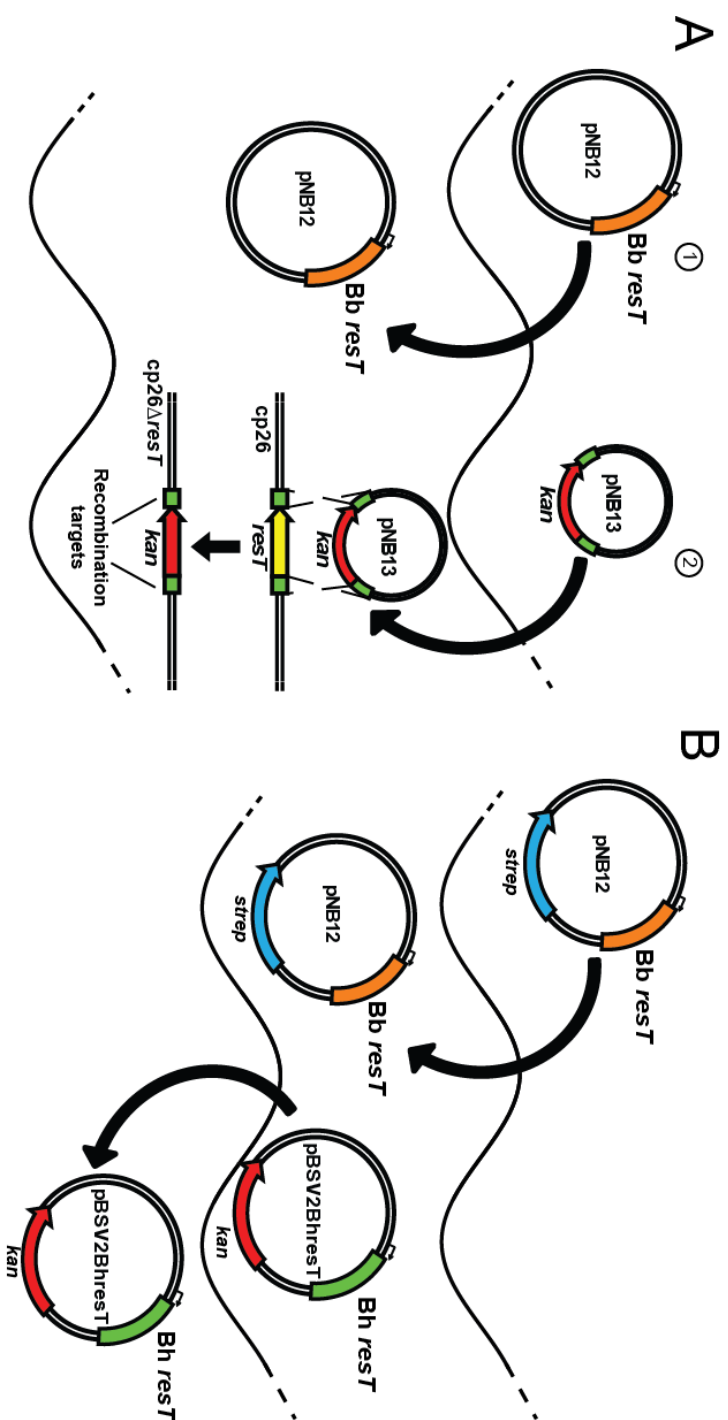 A
1
pNB12
Bb resT
pNB12
Bb resT
2
pNB13
kan
pNB13
kan
cp26
resT
cp26ΔresT
kan
Recombination
targets
B
pNB12
strep
Bb resT
pNB12
strep
Bb resT
pBSV2BhresT
kan
Bh resT
pBSV2BhresT
kan
Bh resT